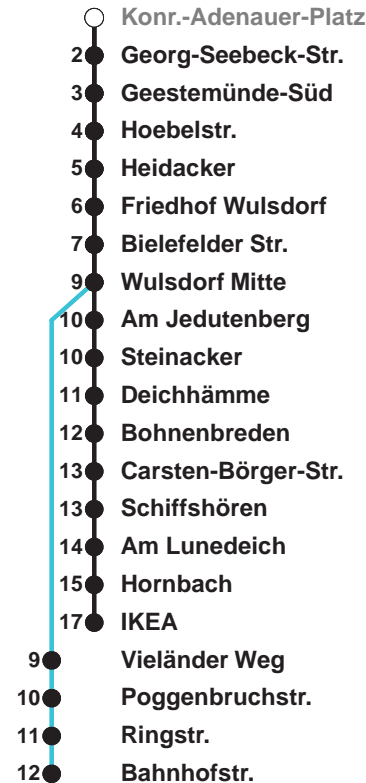 Konr.-Adenauer-Platz
2 Georg-Seebeck-Str.
3 Geestemünde-Süd
4 Hoebelstr.
5 Heidacker
6 Friedhof Wulsdorf
7 Bielefelder Str.
9 Wulsdorf Mitte
10 Am Jedutenberg
10 Steinacker
11 Deichhämme
12 Bohnenbreden
13 Carsten-Börger-Str.
13 Schiffshören
14 Am Lunedeich
15 Hornbach
17 IKEA
9 Vieländer Weg
10 Poggenbruchstr.
11 Ringstr.
12 Bahnhofstr.